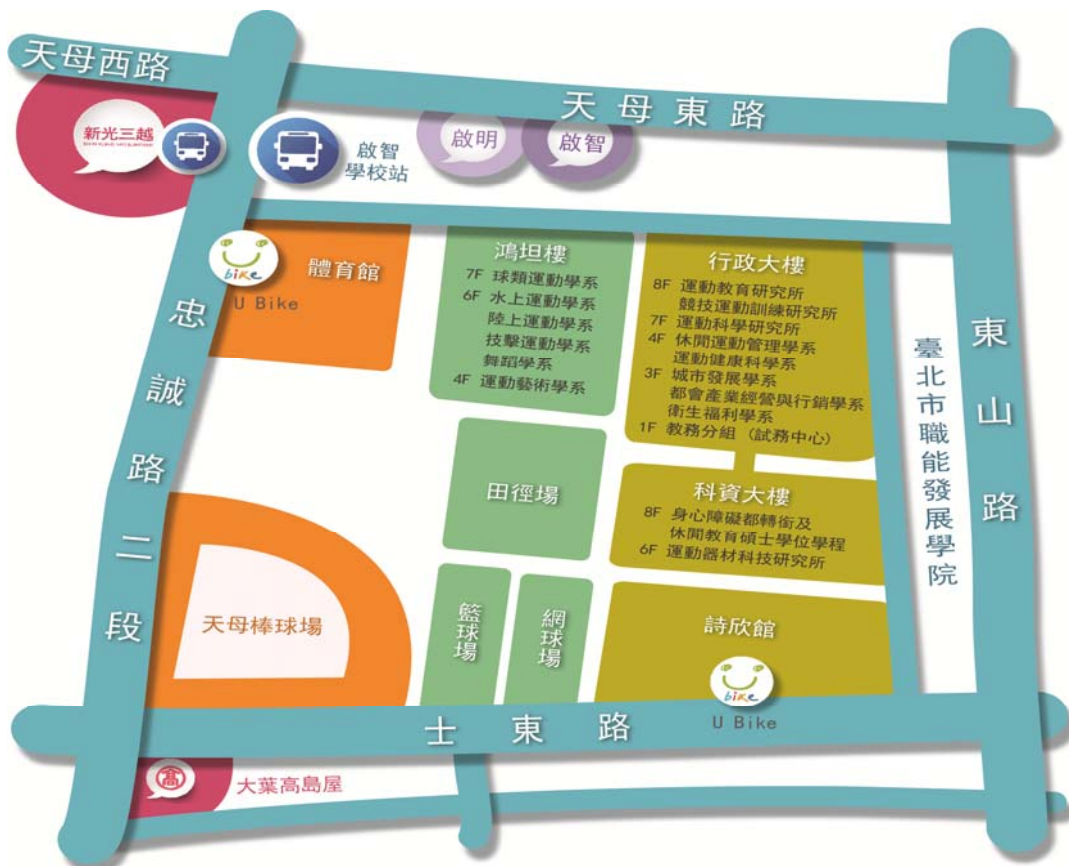 天母西路
天母東路
新光三越
啟智
學校站
啟明
啟智
體育館
bike
U Bike
鴻坦樓
7F 球類運動學系
6F 水上運動學系
陸上運動學系
技擊運動學系
舞蹈學系
4F 運動藝術學系
行政大樓
8F 運動教育研究所
競技運動訓練研究所
7F 運動科學研究所
4F 休閒運動管理學系
運動健康科學系
3F 城市發展學系
都會產業經營與行銷學系
衛生福利學系
1F 教務分組 (試務中心)
忠誠路二段
東山路
臺北市職能發展學院
田徑場
科資大樓
8F 身心障礙都轉銜及
休閒教育碩士學位學程
6F 運動器材科技研究所
天母棒球場
籃球場
網球場
詩欣館
bike
U Bike
士東路
高
大葉高島屋